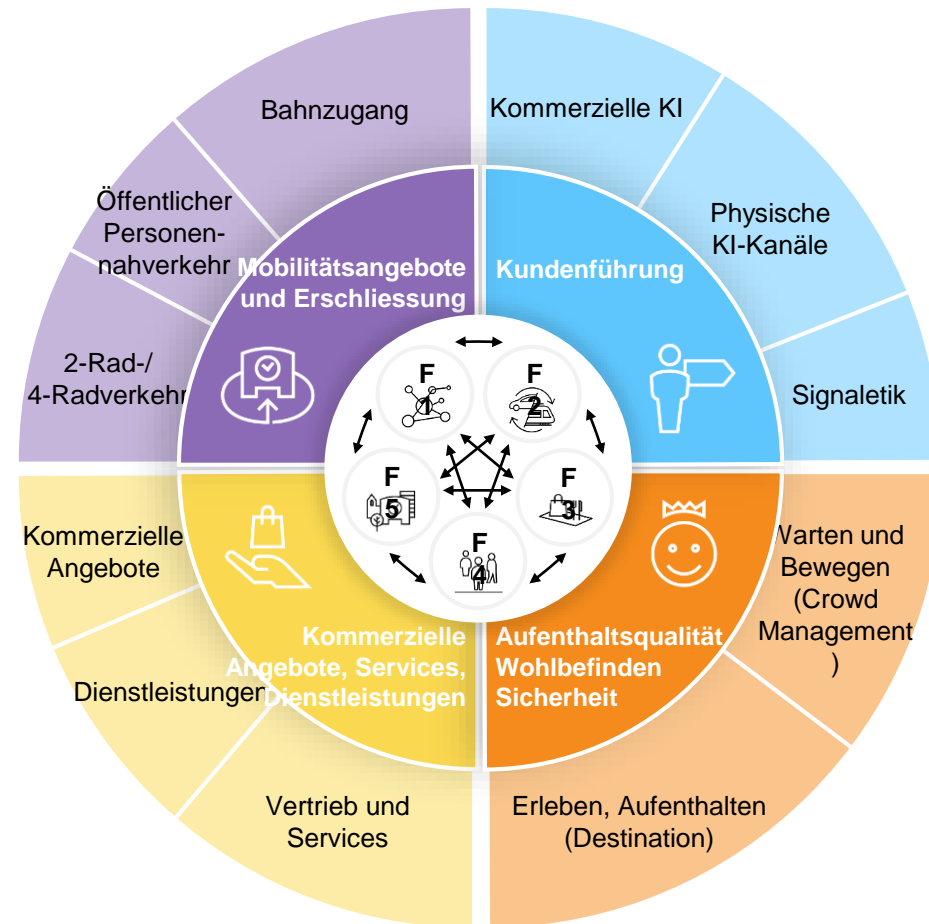 Bahnzugang
Öffentlicher
Personen-
nahverkehr
2-Rad-/
4-Radverkehr
Mobilitätsangebote
und Erschliessung
Kommerzielle KI
Physische
KI-Kanäle
Signaletik
Kundenführung
F
1
F
2
F
5
F
3
F
4
Kommerzielle
Angebote
Dienstleistungen
Vertrieb und
Services
Kommerzielle
Angebote, Services,
Dienstleistungen
Aufenthaltsqualität
Wohlbefinden
Sicherheit
Warten und
Bewegen
(Crowd
Management
)
Erleben, Aufenthalten
(Destination)